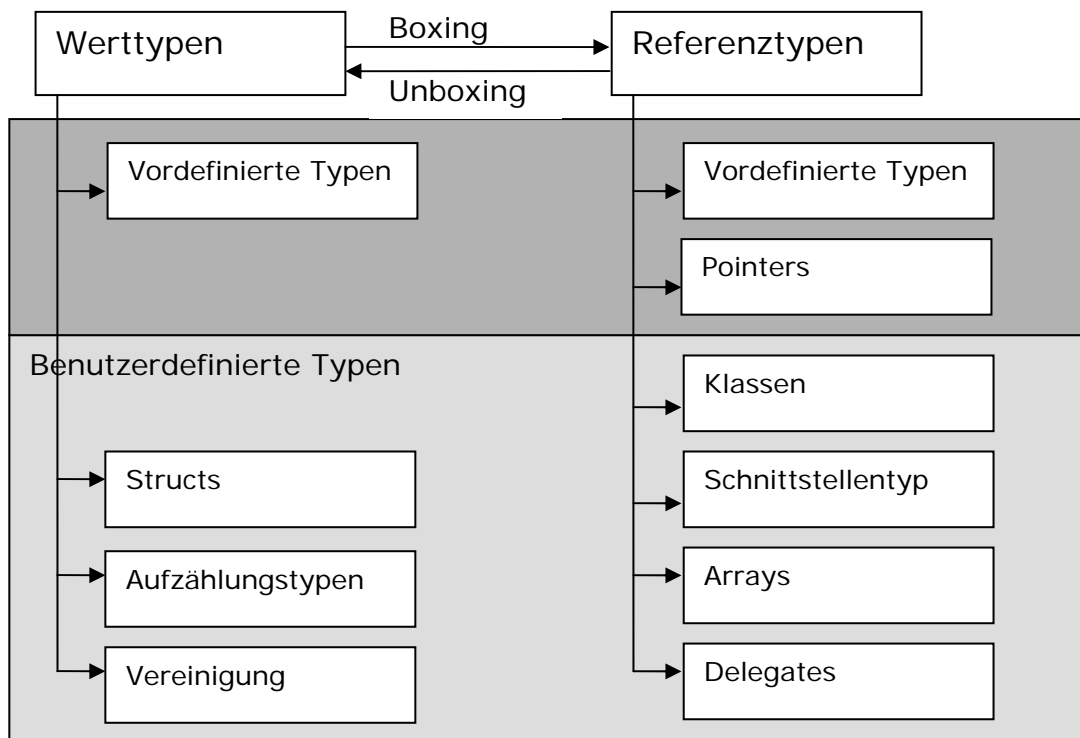 Werttypen
Boxing
Referenztypen
Unboxing
Vordefinierte Typen
Vordefinierte Typen
Pointers
Benutzerdefinierte Typen
Klassen
Structs
Schnittstellentyp
Aufzählungstypen
Arrays
Vereinigung
Delegates